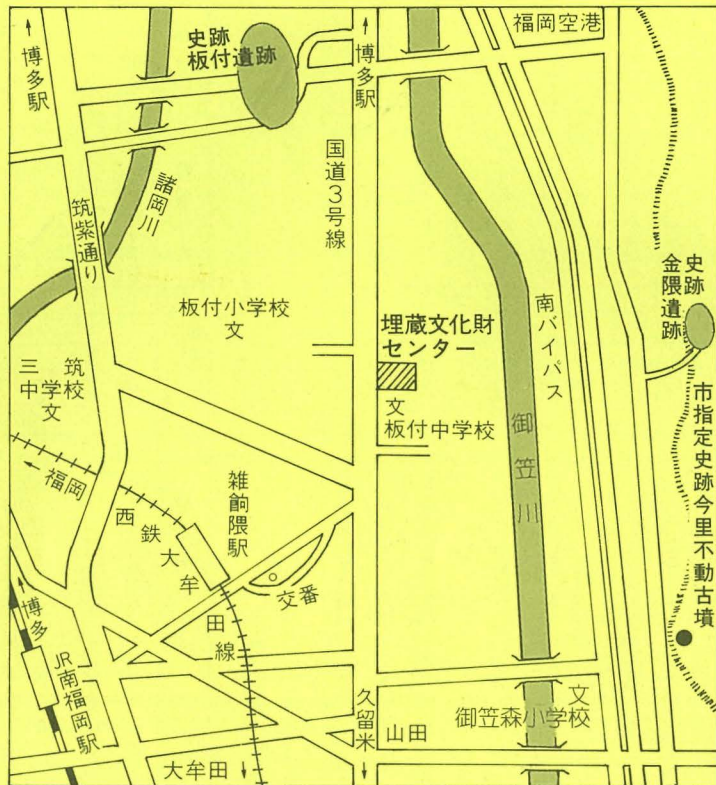 福岡空港
史跡
板付遺跡
博多駅
博多駅
諸岡川
国道3号線
筑紫通り
史跡
金隈遺跡
板付小学校
文
南バイパス
埋蔵文化財
センター
三筑
中学校
文
文
板付中学校
市指定史跡今里不動古墳
御笠川
福岡
雑餉隈駅
西鉄大牟田線
交番
博多
JR南福岡駅
久留米
山田
文
御笠森小学校
大牟田